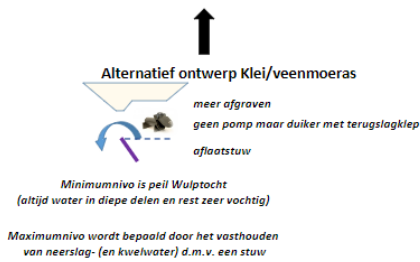 Alternatief ontwerp Klei/veenmoeras
meer afgraven
geen pomp maar duiker met terugslagklep
aflaatstuw
Minimumnivo is peil Wulptocht
(altijd water in diepe delen en rest zeer vochtig)
Maximumnivo wordt bepaald door het vasthouden
van neerslag- (en kwelwater) d.m.v. een stuw